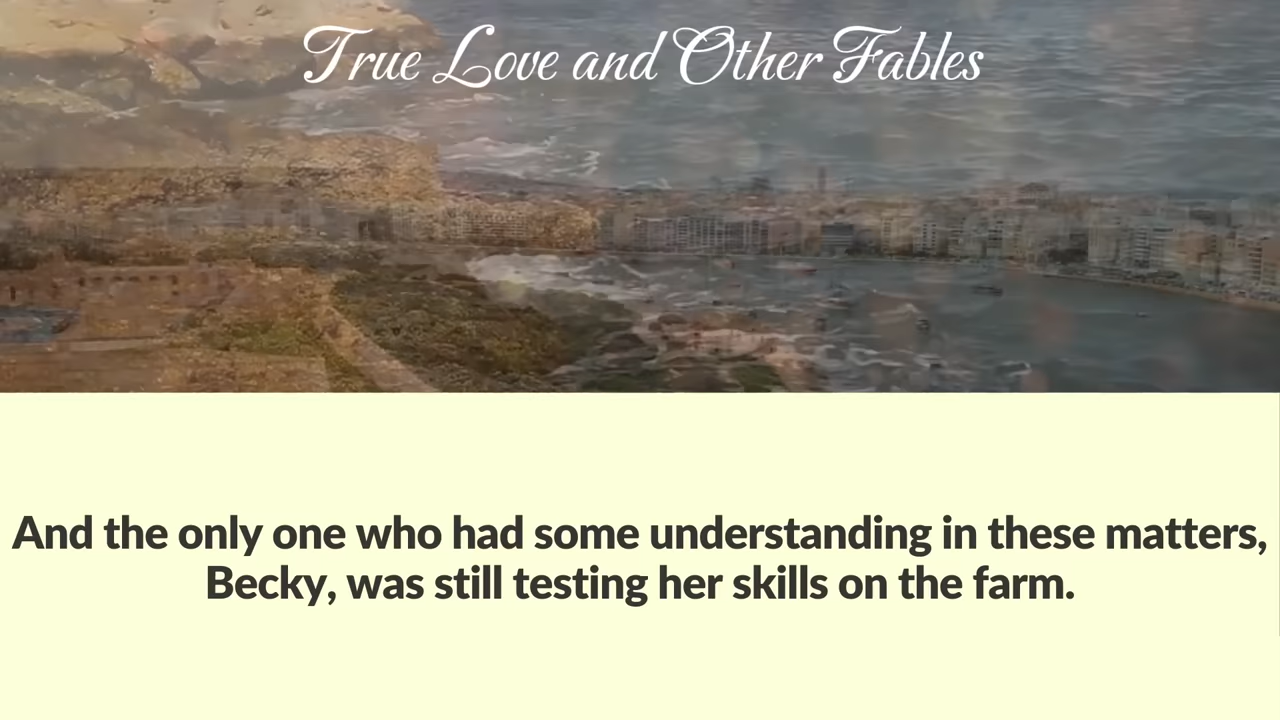 True Love and Other Fables
And the only one who had some understanding in these matters,
Becky, was still testing her skills on the farm.